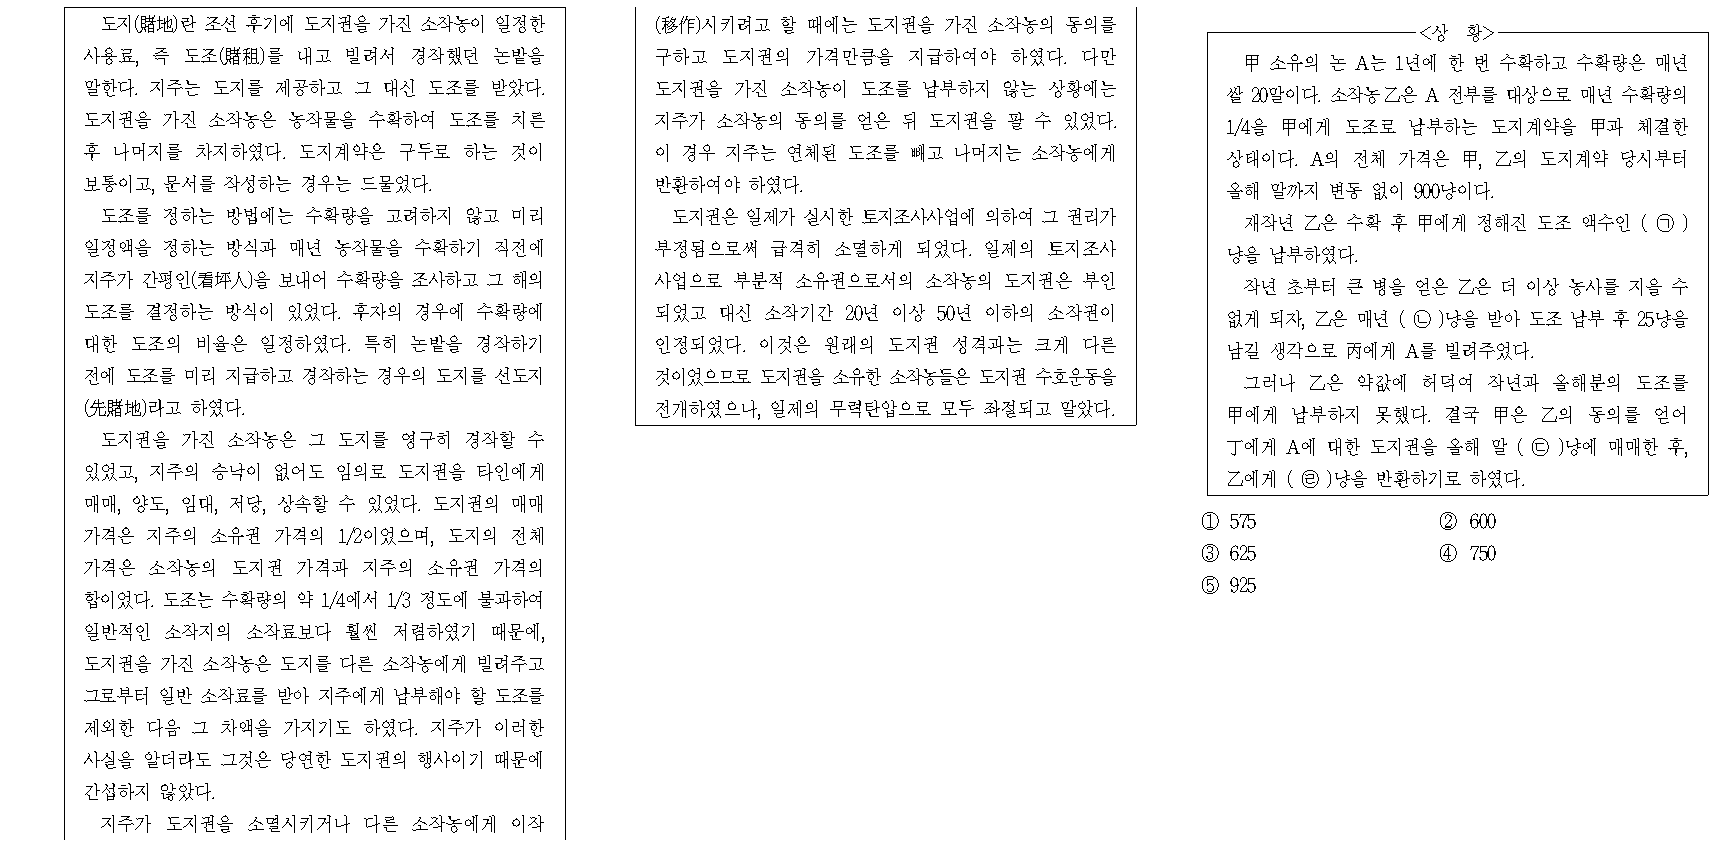 도지(賭地)란 조선 후기에 도지권을 가진 소작농이 일정한
사용료, 즉 도조(賭租)를 내고 빌려서 경작했던 논밭을
말한다. 지주는 도지를 제공하고 그 대신 도조를 받았다.
도지권을 가진 소작농은 농작물을 수확하여 도조를 치른
후 나머지를 차지하였다. 도지계약은 구두로 하는 것이
보통이고, 문서를 작성하는 경우는 드물었다.
도조를 정하는 방법에는 수확량을 고려하지 않고 미리
일정액을 정하는 방식과 매년 농작물을 수확하기 직전에
지주가 간평인(看坪人)을 보내어 수확량을 조사하고 그 해의
도조를 결정하는 방식이 있었다. 후자의 경우에 수확량에
대한 도조의 비율은 일정하였다. 특히 논밭을 경작하기
전에 도조를 미리 지급하고 경작하는 경우의 도지를 선도지
(先賭地)라고 하였다.
도지권을 가진 소작농은 그 도지를 영구히 경작할 수
있었고, 지주의 승낙이 없어도 임의로 도지권을 타인에게
매매, 양도, 임대, 저당, 상속할 수 있었다. 도지권의 매매
가격은 지주의 소유권 가격의 1/2이었으며, 도지의 전체
가격은 소작농의 도지권 가격과 지주의 소유권 가격의
합이었다. 도조는 수확량의 약 1/4에서 1/3 정도에 불과하여
일반적인 소작지의 소작료보다 훨씬 저렴하였기 때문에,
도지권을 가진 소작농은 도지를 다른 소작농에게 빌려주고
그로부터 일반 소작료를 받아 지주에게 납부해야 할 도조를
제외한 다음 그 차액을 가지기도 하였다. 지주가 이러한
사실을 알더라도 그것은 당연한 도지권의 행사이기 때문에
간섭하지 않았다.
지주가 도지권을 소멸시키거나 다른 소작농에게 이작
(移作)시키려고 할 때에는 도지권을 가진 소작농의 동의를
구하고 도지권의 가격만큼을 지급하여야 하였다. 다만
도지권을 가진 소작농이 도조를 납부하지 않는 상황에는
지주가 소작농의 동의를 얻은 뒤 도지권을 팔 수 있었다.
이 경우 지주는 연체된 도조를 빼고 나머지는 소작농에게
반환하여야 하였다.
도지권은 일제가 실시한 토지조사사업에 의하여 그 권리가
부정됨으로써 급격히 소멸하게 되었다. 일제의 토지조사
사업으로 부분적 소유권으로서의 소작농의 도지권은 부인
되었고 대신 소작기간 20년 이상 50년 이하의 소작권이
인정되었다. 이것은 원래의 도지권 성격과는 크게 다른
것이었으므로 도지권을 소유한 소작농들은 도지권 수호운동을
전개하였으나, 일제의 무력탄압으로 모두 좌절되고 말았다.
<상 황>
甲 소유의 논 A는 1년에 한 번 수확하고 수확량은 매년
쌀 20말이다. 소작농 乙은 A 전부를 대상으로 매년 수확량의
1/4을 甲에게 도조로 납부하는 도지계약을 甲과 체결한
상태이다. A의 전체 가격은 甲, 乙의 도지계약 당시부터
올해 말까지 변동 없이 900냥이다.
재작년 乙은 수확 후 甲에게 정해진 도조 액수인 ( ㉠ )
냥을 납부하였다.
작년 초부터 큰 병을 얻은 乙은 더 이상 농사를 지을 수
없게 되자, 乙은 매년 ( ㉡ )냥을 받아 도조 납부 후 25냥을
남길 생각으로 丙에게 A를 빌려주었다.
그러나 乙은 약값에 허덕여 작년과 올해분의 도조를
甲에게 납부하지 못했다. 결국 甲은 乙의 동의를 얻어
丁에게 A에 대한 도지권을 올해 말 ( ㉢ )냥에 매매한 후,
乙에게 ( ㉣ )냥을 반환하기로 하였다.
① 575 ② 600
③ 625 ④ 750
⑤ 925